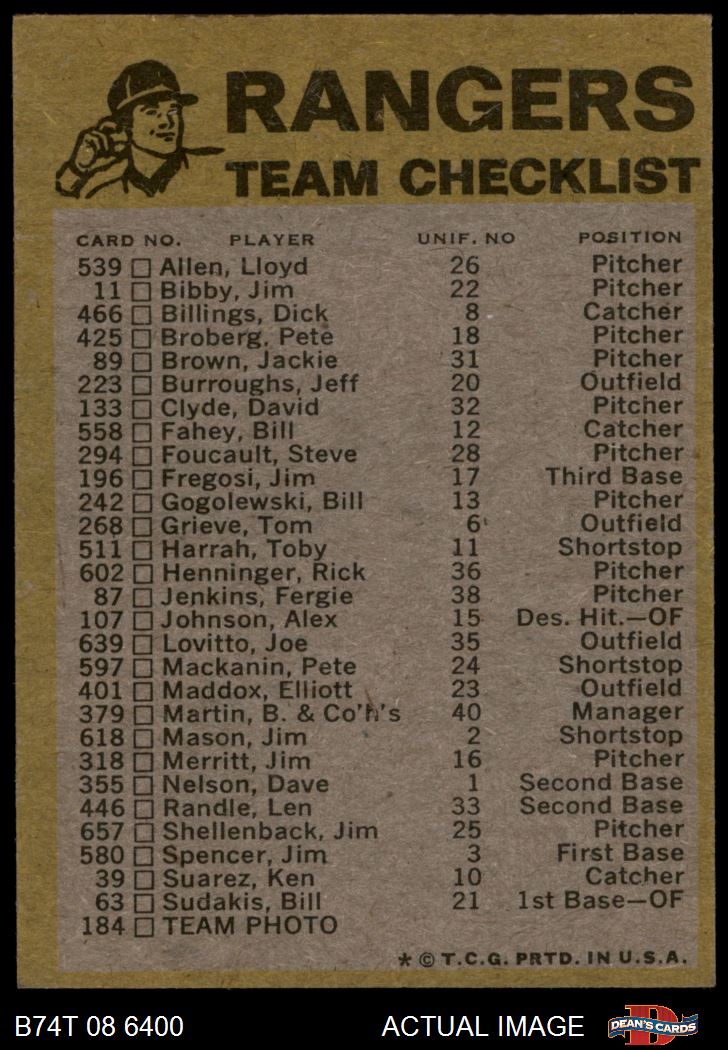 RANGERS
TEAM CHECKLIST
CARD NO. PLAYER UNIF. NO POSITION
539 Allen, Lloyd 26 Pitcher
11 Bibby, Jim 22 Pitcher
466 Billings, Dick 8 Catcher
425 Broberg, Pete 18 Pitcher
89 Brown, Jackie 31 Pitcher
223 Burroughs, Jeff 20 Outfield
133 Clyde, David 32 Pitcher
558 Fahey, Bill 12 Catcher
294 Foucault, Steve 28 Pitcher
196 Fregosi, Jim 17 Third Base
242 Gogolewski, Bill 13 Pitcher
268 Grieve, Tom 6 Outfield
511 Harrah, Toby 11 Shortstop
602 Henninger, Rick 36 Pitcher
87 Jenkins, Fergie 38 Pitcher
107 Johnson, Alex 15 Des. Hit.—OF
639 Lovitto, Joe 35 Outfield
597 Mackanin, Pete 24 Shortstop
401 Maddox, Elliott 23 Outfield
379 Martin, B. & Co'h's 40 Manager
618 Mason, Jim 2 Shortstop
318 Merritt, Jim 16 Pitcher
355 Nelson, Dave 1 Second Base
446 Randle, Len 33 Second Base
657 Shellenback, Jim 25 Pitcher
580 Spencer, Jim 3 First Base
39 Suarez, Ken 10 Catcher
63 Sudakis, Bill 21 1st Base—OF
184 TEAM PHOTO
* © T.C.G. PRTD. IN U.S.A.
B74T 08 6400 ACTUAL IMAGE DEAN'S CARDS